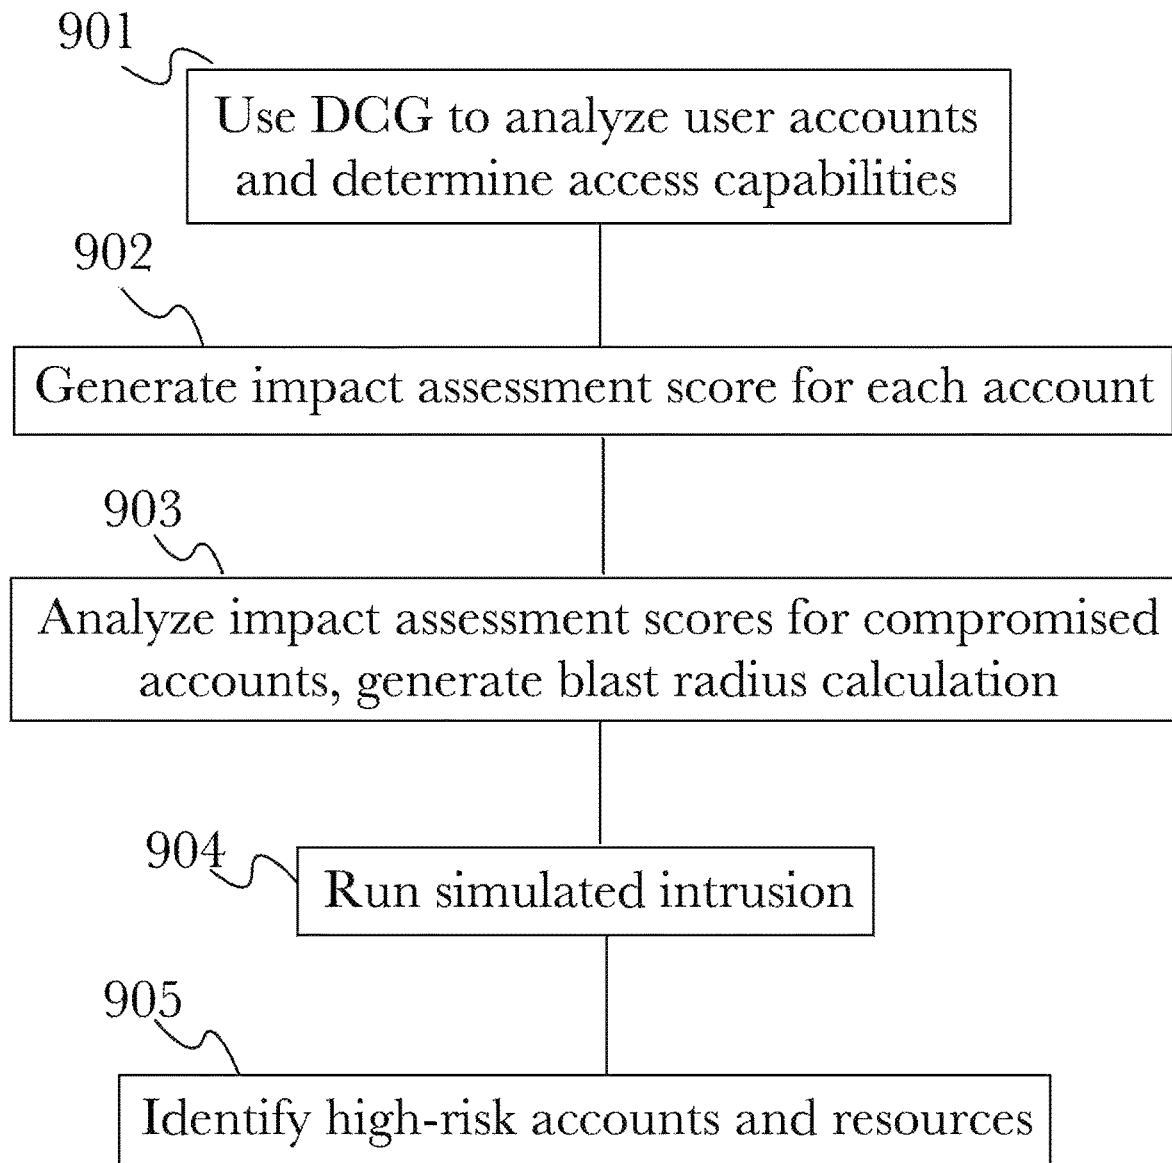 901
Use DCG to analyze user accounts
and determine access capabilities
902
Generate impact assessment score for each account
903
Analyze impact assessment scores for compromised
accounts, generate blast radius calculation
904
Run simulated intrusion
905
Identify high-risk accounts and resources